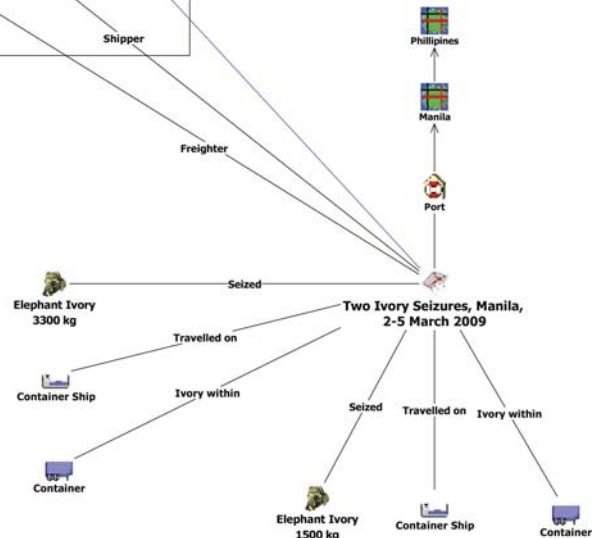 Phillipines
Shipper
Manila
Freighter
Port
Seized
Elephant Ivory
3300 kg
Two Ivory Seizures, Manila,
2-5 March 2009
Travelled on
Container Ship
Ivory within
Container
Seized
Travelled on
Ivory within
Elephant Ivory
1500 kg
Container Ship
Container